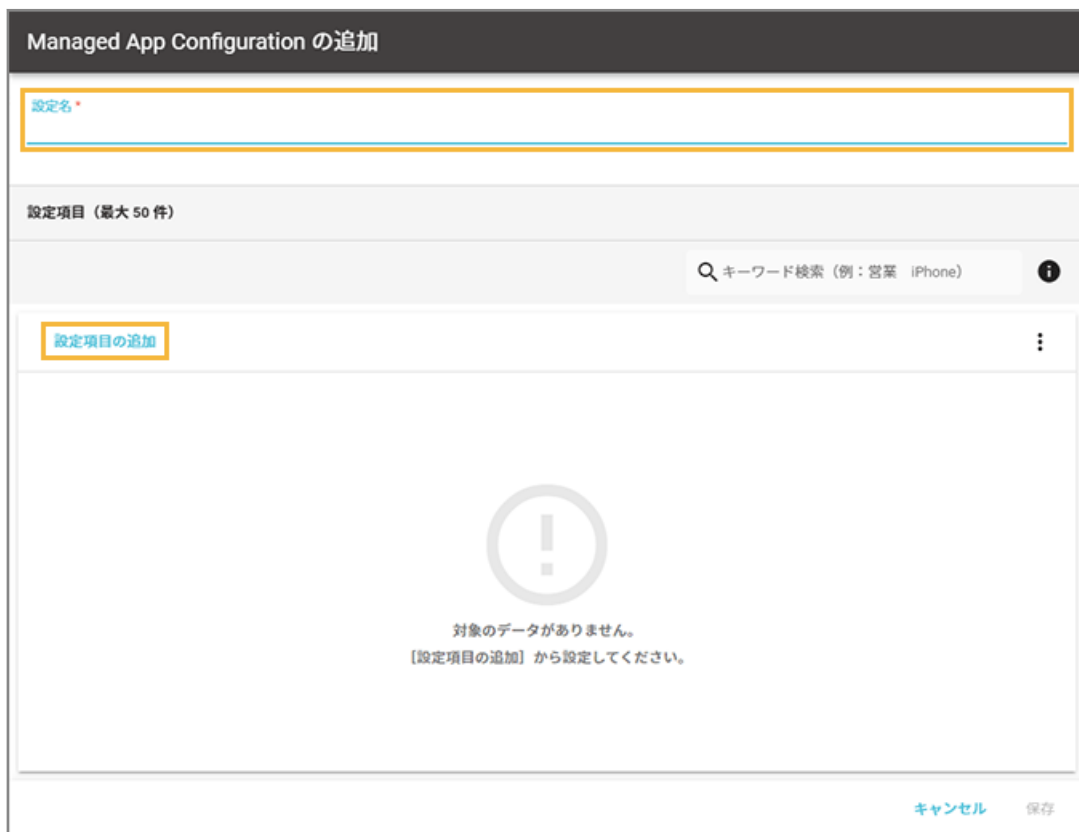 Managed App Configuration の追加
設定名 *
設定項目（最大 50 件）
キーワード検索（例：営業　iPhone）
設定項目の追加
対象のデータがありません。
［設定項目の追加］から設定してください。
キャンセル　保存